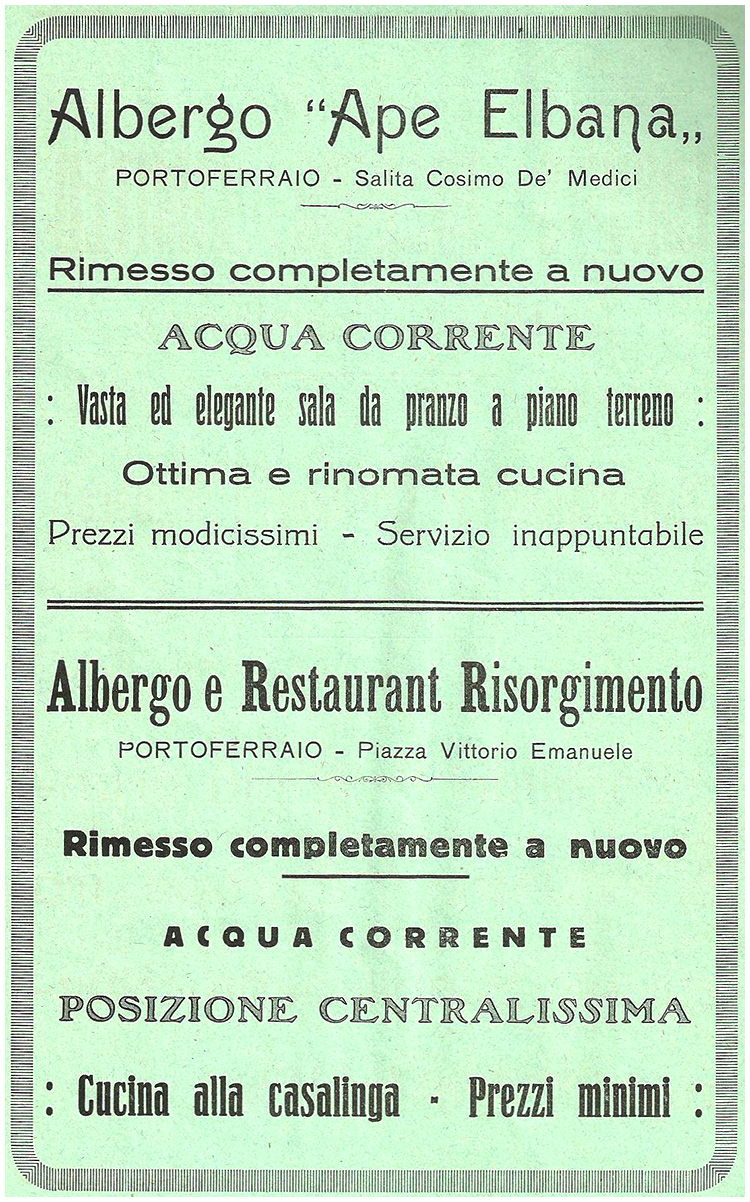 Albergo “Ape Elbana„
PORTOFERRAIO - Salita Cosimo De’ Medici
Rimesso completamente a nuovo
ACQUA CORRENTE
: Vasta ed elegante sala da pranzo a piano terreno :
Ottima e rinomata cucina
Prezzi modicissimi - Servizio inappuntabile
Albergo e Restaurant Risorgimento
PORTOFERRAIO - Piazza Vittorio Emanuele
Rimesso completamente a nuovo
ACQUA CORRENTE
POSIZIONE CENTRALISSIMA
: Cucina alla casalinga - Prezzi minimi :